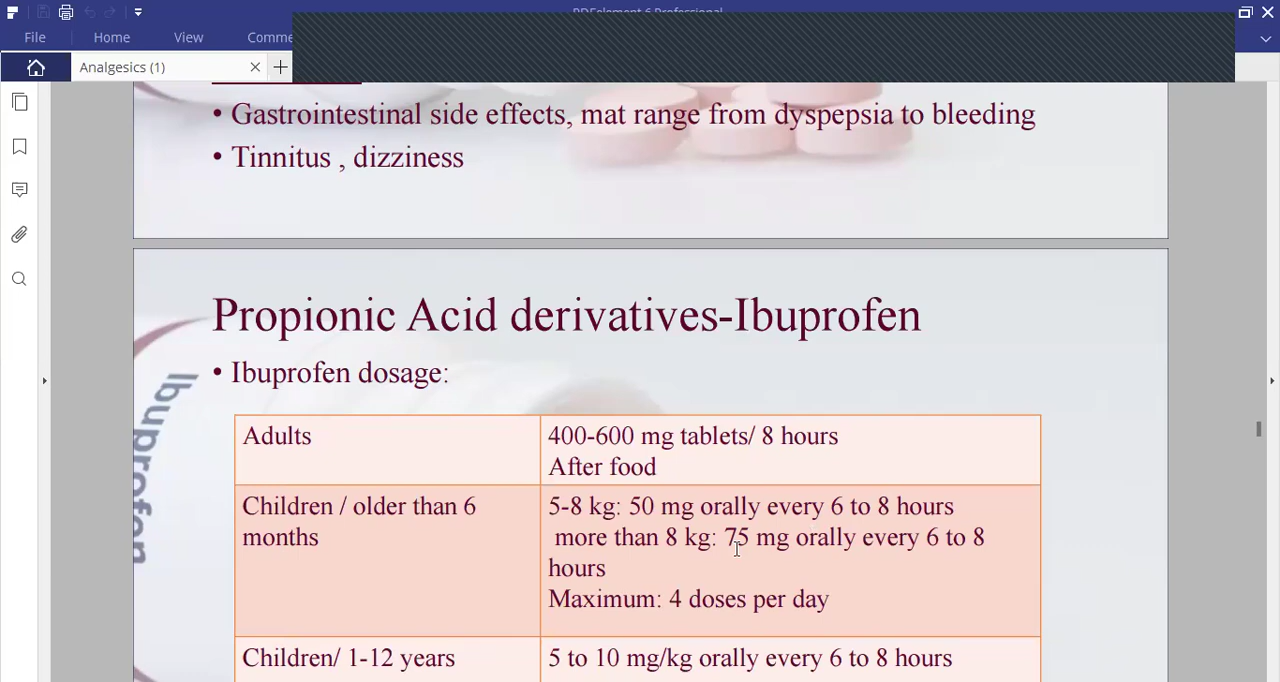 File
Home
View
Comme
Analgesics (1)
• Gastrointestinal side effects, mat range from dyspepsia to bleeding
• Tinnitus , dizziness
Propionic Acid derivatives-Ibuprofen
• Ibuprofen dosage:
Ibuprofen
Adults
400-600 mg tablets/ 8 hours
After food
Children / older than 6
months
5-8 kg: 50 mg orally every 6 to 8 hours
more than 8 kg: 75 mg orally every 6 to 8
hours
Maximum: 4 doses per day
Children/ 1-12 years
5 to 10 mg/kg orally every 6 to 8 hours